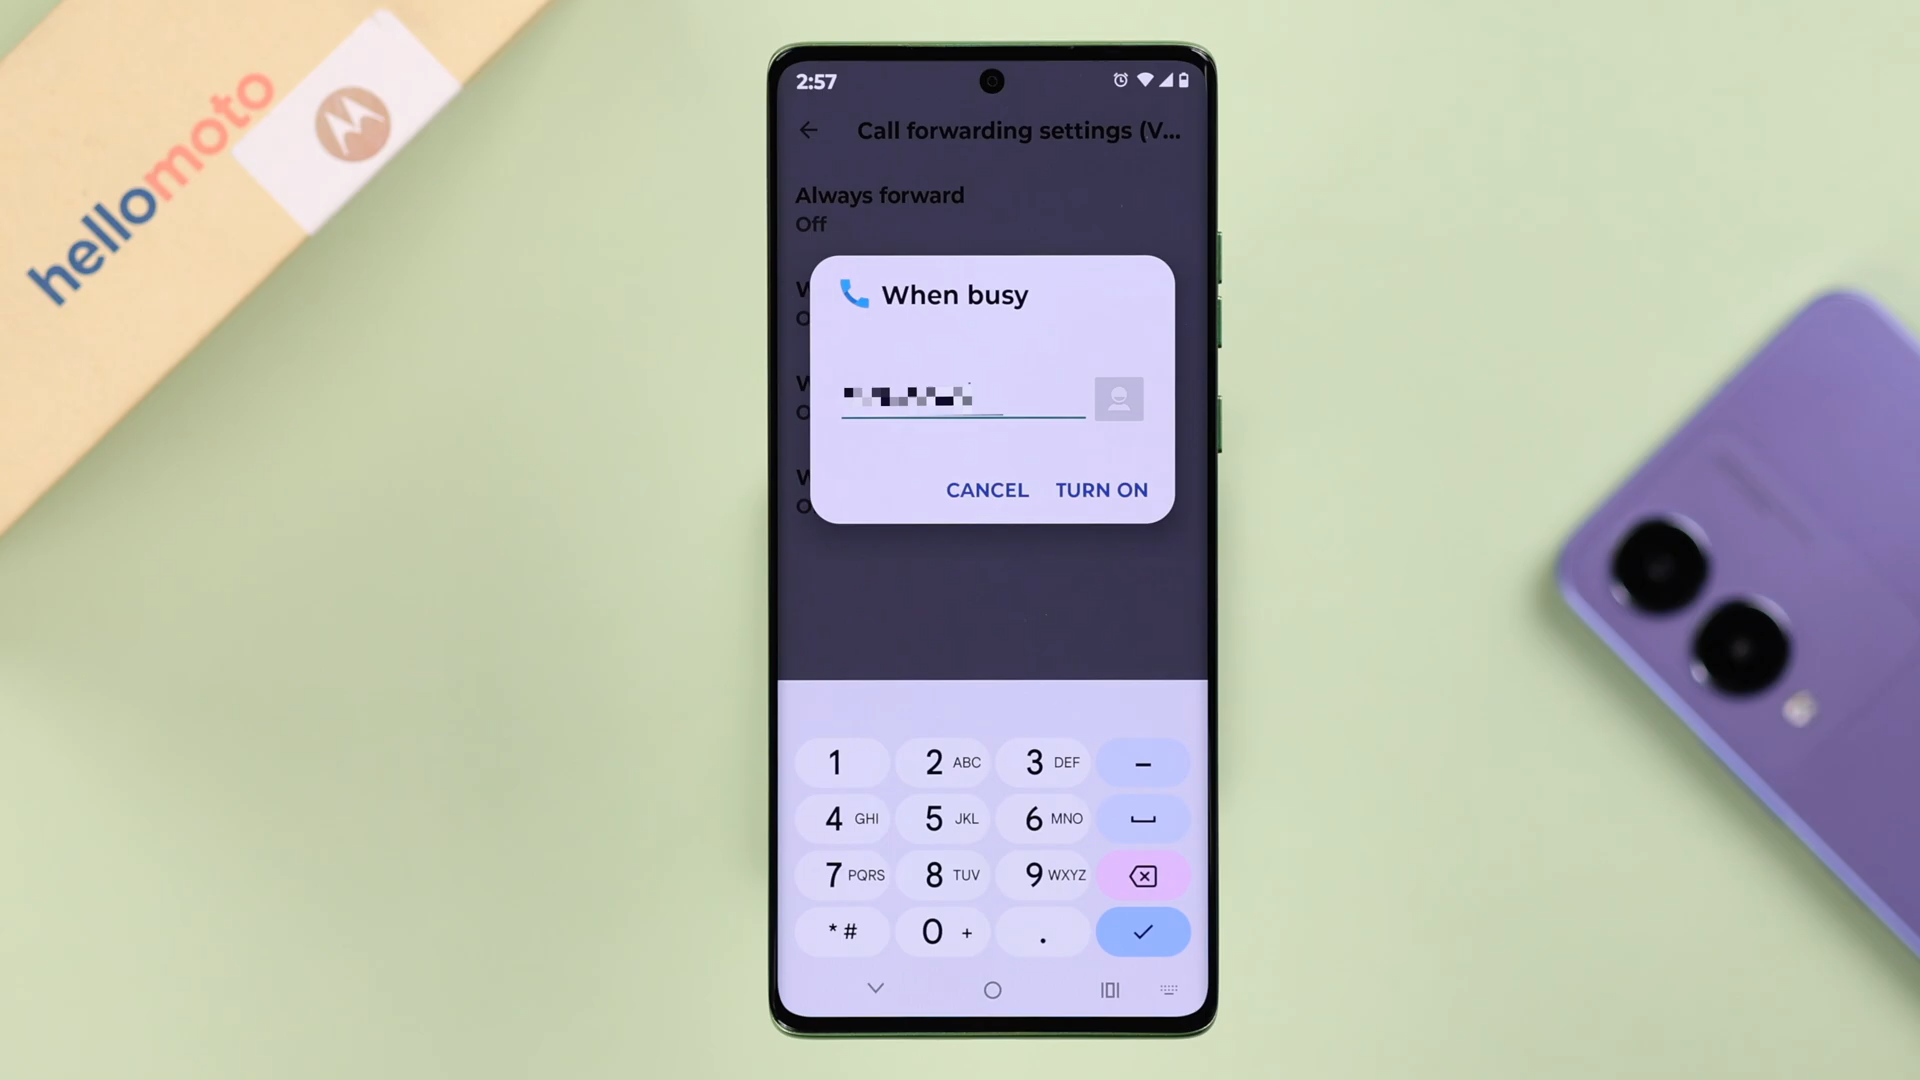 hellomoto
2:57
Call forwarding settings (V...
Always forward
Off
When busy
CANCEL TURN ON
1 2 ABC 3 DEF –
4 GHI 5 JKL 6 MNO
7 PQRS 8 TUV 9 WXYZ
* # 0 + .